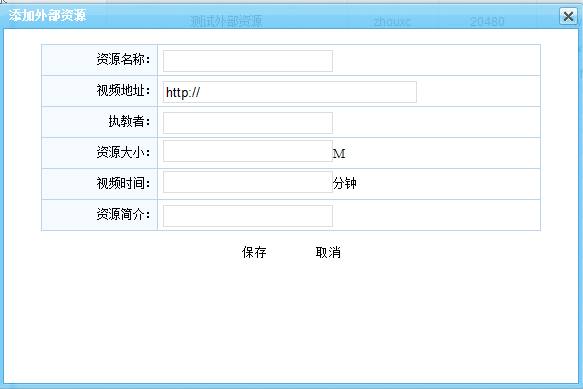 添加外部资源
测试外部资源 zhouxc 20480
资源名称：
视频地址： http://
执教者：
资源大小： M
视频时间： 分钟
资源简介：
保存 取消